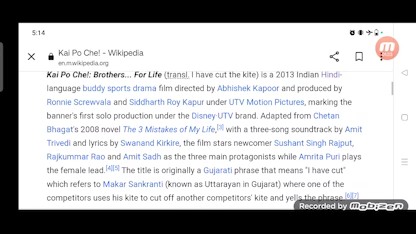 5:14
Kai Po Che! - Wikipedia
en.m.wikipedia.org
Kai Po Che!: Brothers... For Life (transl. I have cut the kite) is a 2013 Indian Hindi-
language buddy sports drama film directed by Abhishek Kapoor and produced by
Ronnie Screwvala and Siddharth Roy Kapur under UTV Motion Pictures, marking the
banner's first solo production under the Disney·UTV brand. Adapted from Chetan
Bhagat's 2008 novel The 3 Mistakes of My Life,[3] with a three-song soundtrack by Amit
Trivedi and lyrics by Swanand Kirkire, the film stars newcomer Sushant Singh Rajput,
Rajkummar Rao and Amit Sadh as the three main protagonists while Amrita Puri plays
the female lead.[4][5] The title is originally a Gujarati phrase that means "I have cut"
which refers to Makar Sankranti (known as Uttarayan in Gujarat) where one of the
competitors uses his kite to cut off another competitors' kite and yells the phrase.[6][7]
Recorded by mobizen